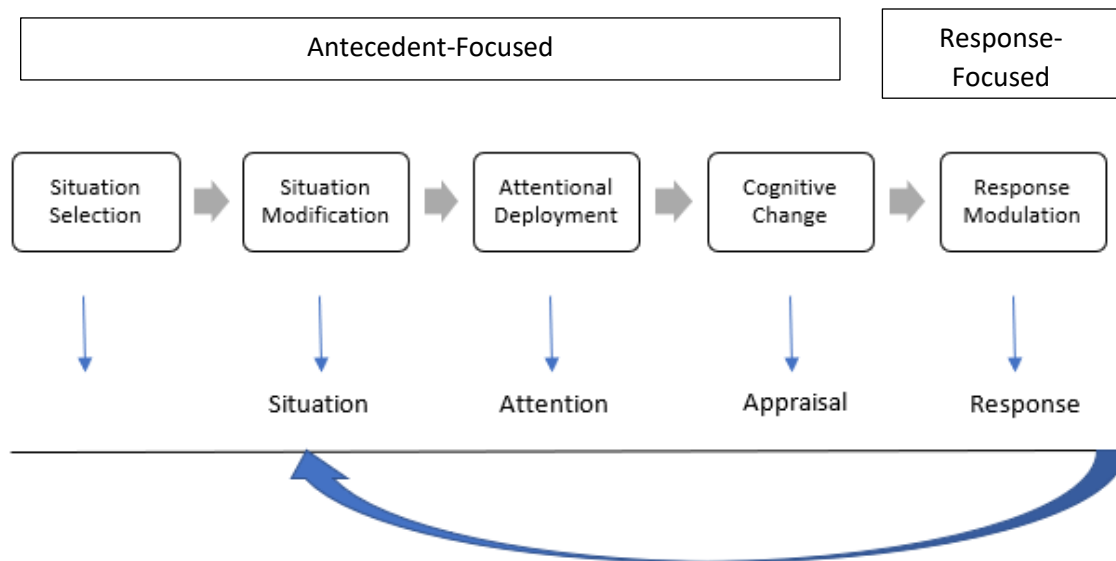 Antecedent-Focused
Response-
Focused
Situation
Selection
Situation
Modification
Attentional
Deployment
Cognitive
Change
Response
Modulation
Situation
Attention
Appraisal
Response